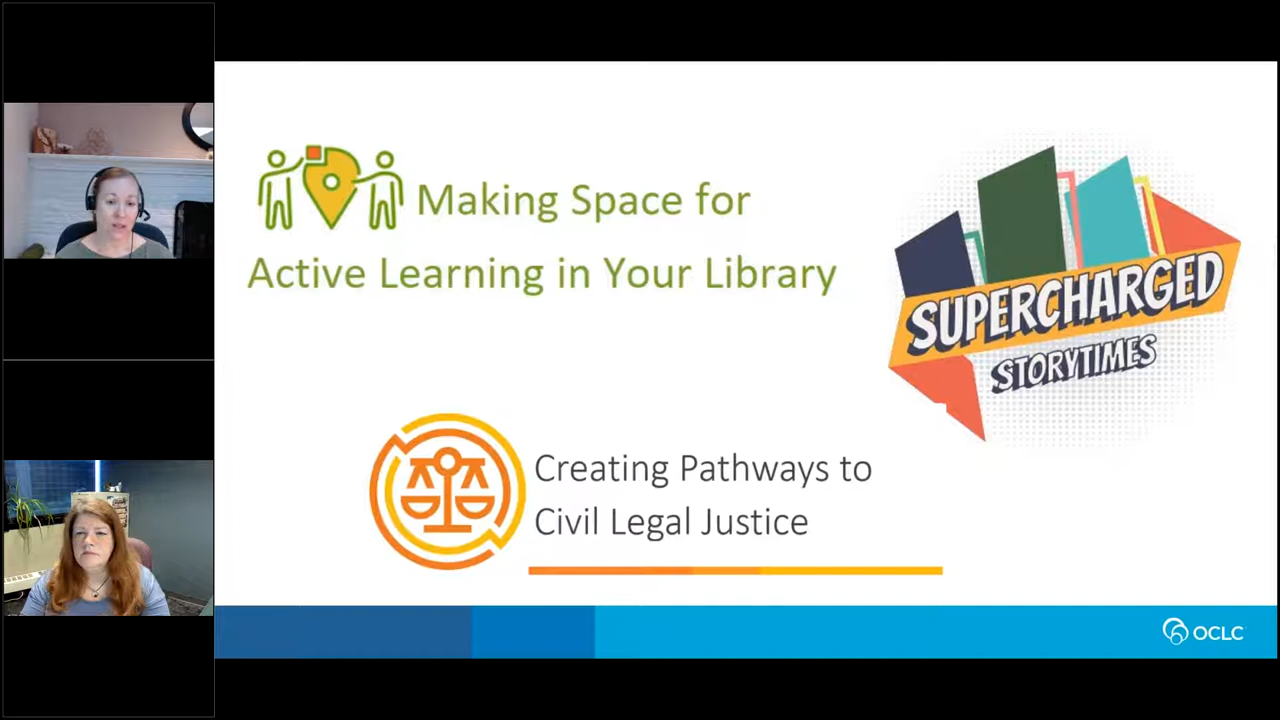 Making Space for
Active Learning in Your Library
SUPERCHARGED
STORYTIMES
Creating Pathways to
Civil Legal Justice
OCLC